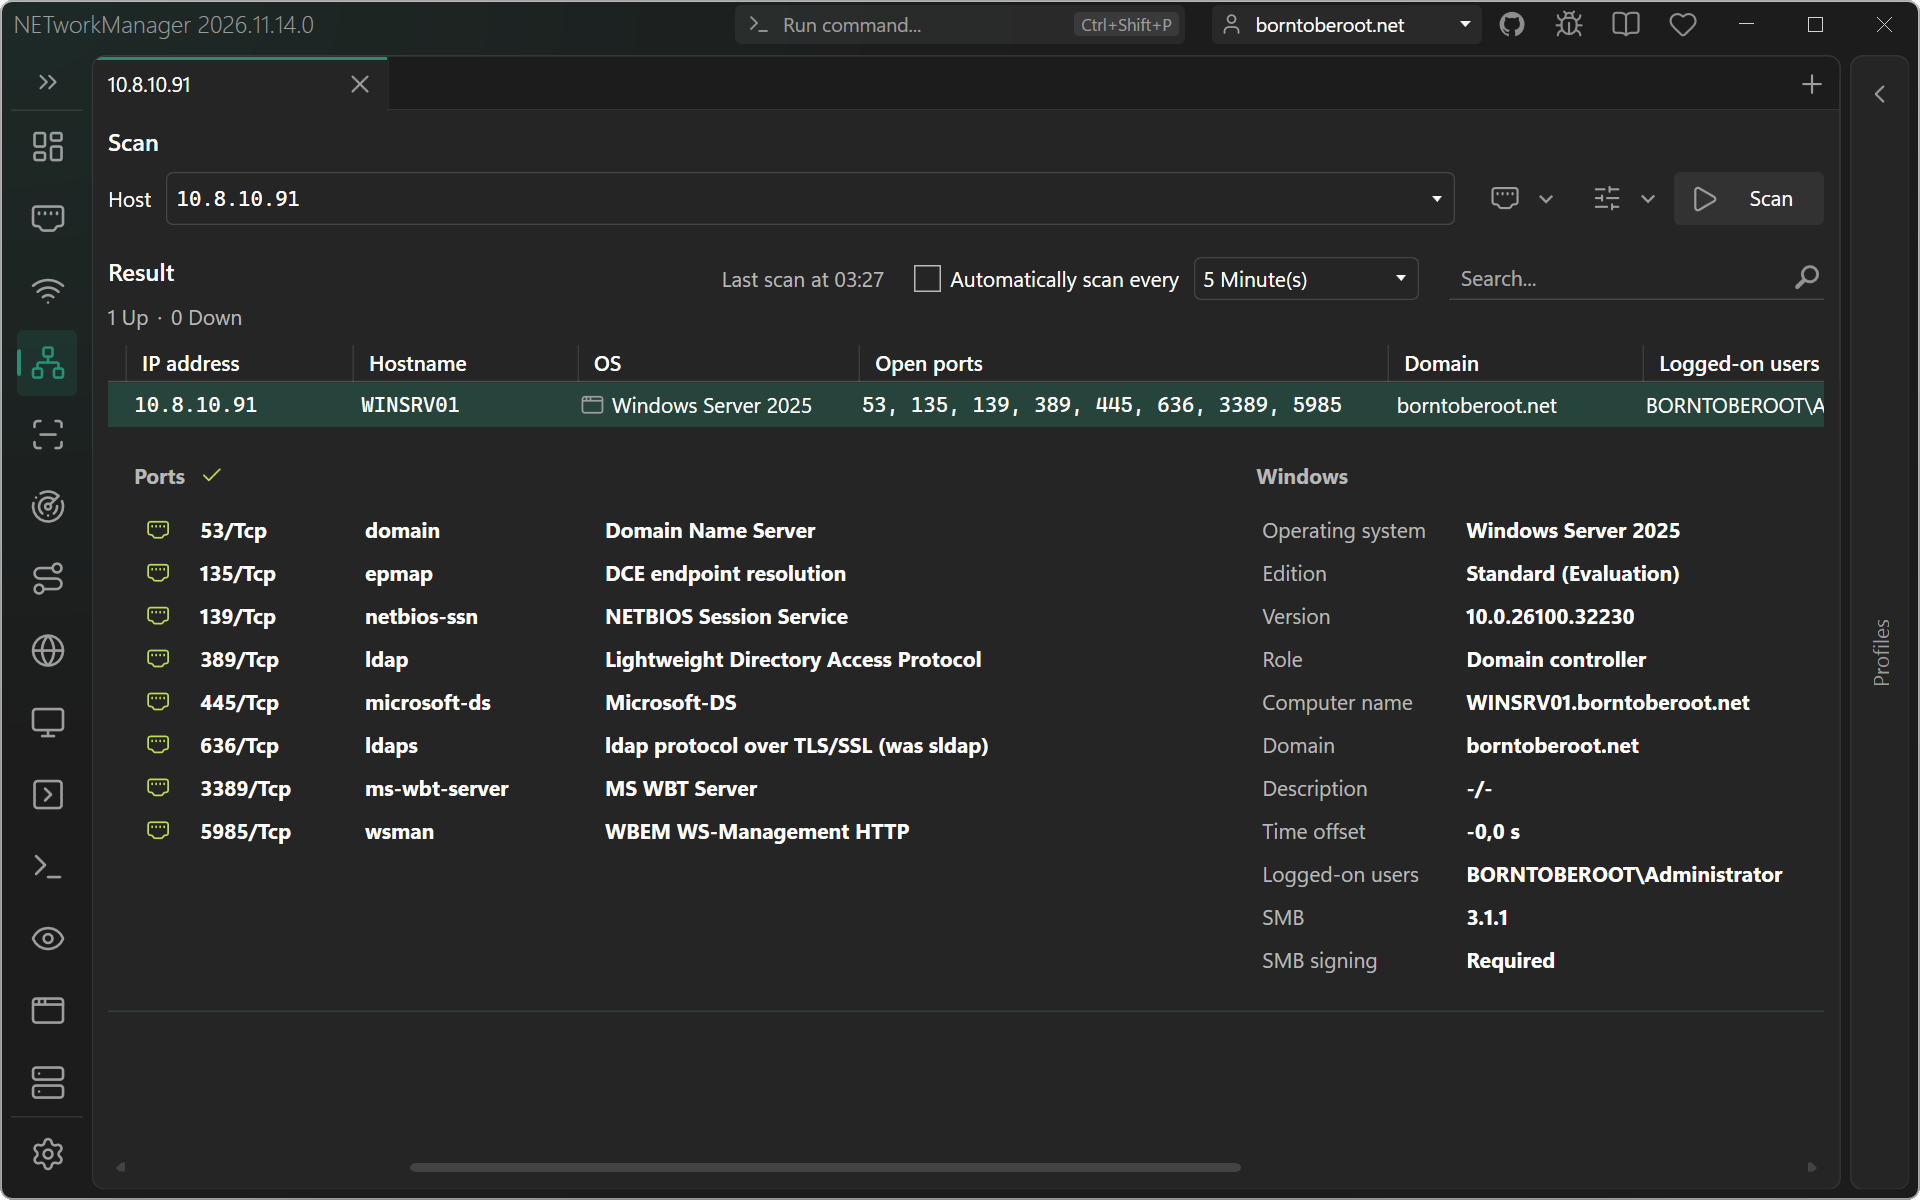 NETworkManager 2026.11.14.0
Run command...
Ctrl+Shift+P
borntoberoot.net
10.8.10.91
Scan
Host
10.8.10.91
Scan
Result
Last scan at 03:27
Automatically scan every
5 Minute(s)
Search...
1 Up · 0 Down
IP address
Hostname
OS
Open ports
Domain
Logged-on users
10.8.10.91
WINSRV01
Windows Server 2025
53, 135, 139, 389, 445, 636, 3389, 5985
borntoberoot.net
BORNTOBEROOT\A
Ports
53/Tcp domain Domain Name Server
135/Tcp epmap DCE endpoint resolution
139/Tcp netbios-ssn NETBIOS Session Service
389/Tcp ldap Lightweight Directory Access Protocol
445/Tcp microsoft-ds Microsoft-DS
636/Tcp ldaps ldap protocol over TLS/SSL (was sldap)
3389/Tcp ms-wbt-server MS WBT Server
5985/Tcp wsman WBEM WS-Management HTTP
Windows
Operating system Windows Server 2025
Edition Standard (Evaluation)
Version 10.0.26100.32230
Role Domain controller
Computer name WINSRV01.borntoberoot.net
Domain borntoberoot.net
Description -/-
Time offset -0,0 s
Logged-on users BORNTOBEROOT\Administrator
SMB 3.1.1
SMB signing Required
Profiles